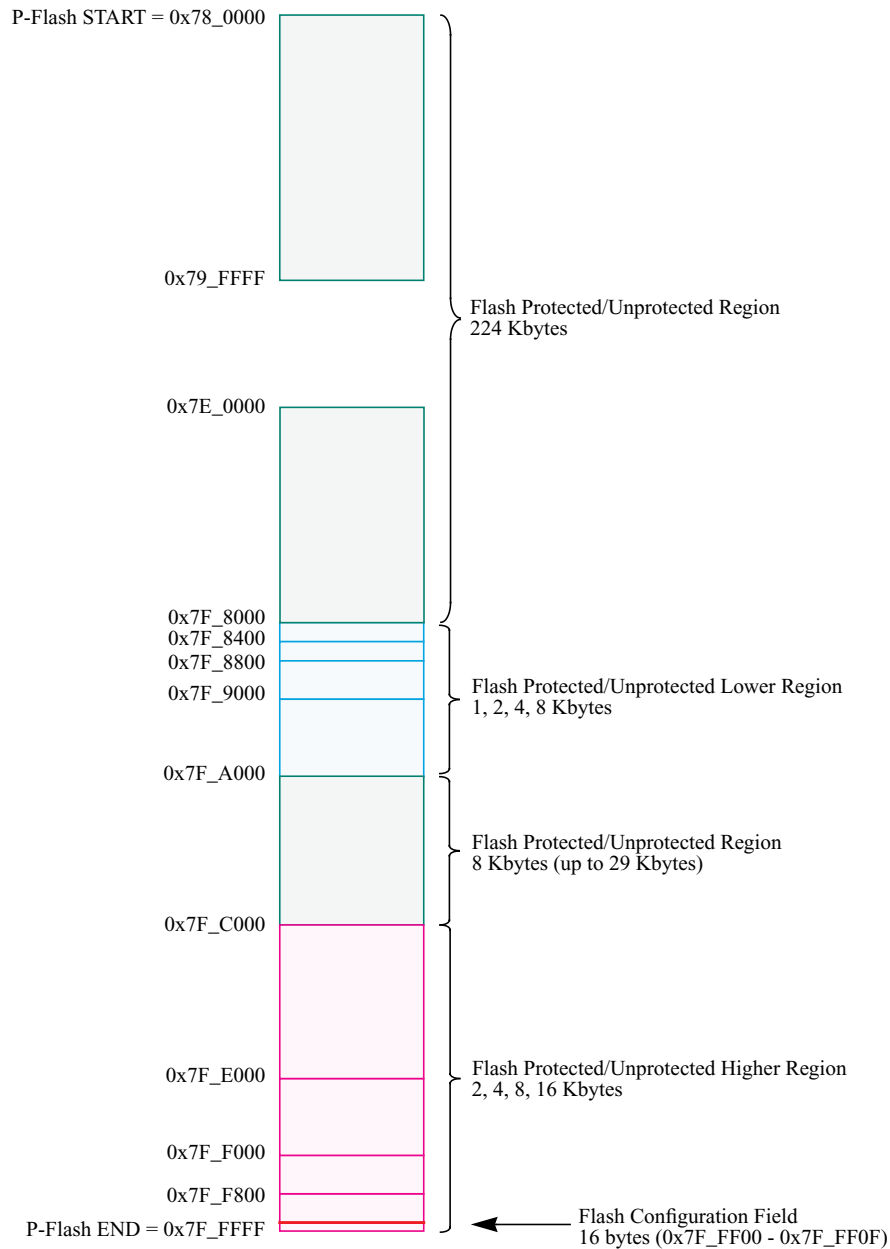 P-Flash START = 0x78_0000
0x79_FFFF
Flash Protected/Unprotected Region
224 Kbytes
0x7E_0000
0x7F_8000
0x7F_8400
0x7F_8800
0x7F_9000
Flash Protected/Unprotected Lower Region
1, 2, 4, 8 Kbytes
0x7F_A000
Flash Protected/Unprotected Region
8 Kbytes (up to 29 Kbytes)
0x7F_C000
Flash Protected/Unprotected Higher Region
2, 4, 8, 16 Kbytes
0x7F_E000
0x7F_F000
0x7F_F800
P-Flash END = 0x7F_FFFF
Flash Configuration Field
16 bytes (0x7F_FF00 - 0x7F_FF0F)